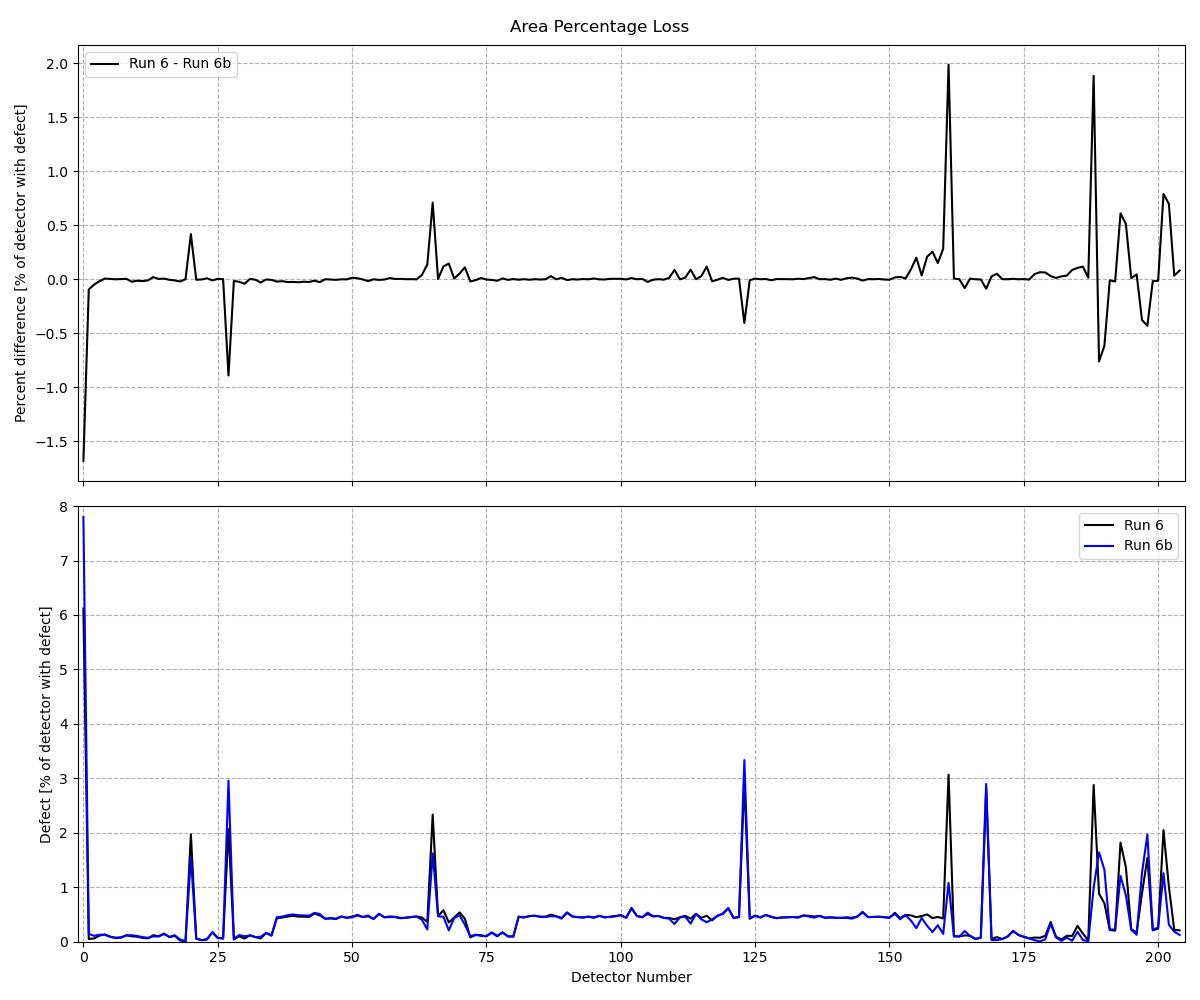 Area Percentage Loss
Run 6 - Run 6b
Percent difference [% of detector with defect]
2.0
1.5
1.0
0.5
0.0
−0.5
−1.0
−1.5
Run 6
Run 6b
Defect [% of detector with defect]
8
7
6
5
4
3
2
1
0
0 25 50 75 100 125 150 175 200
Detector Number